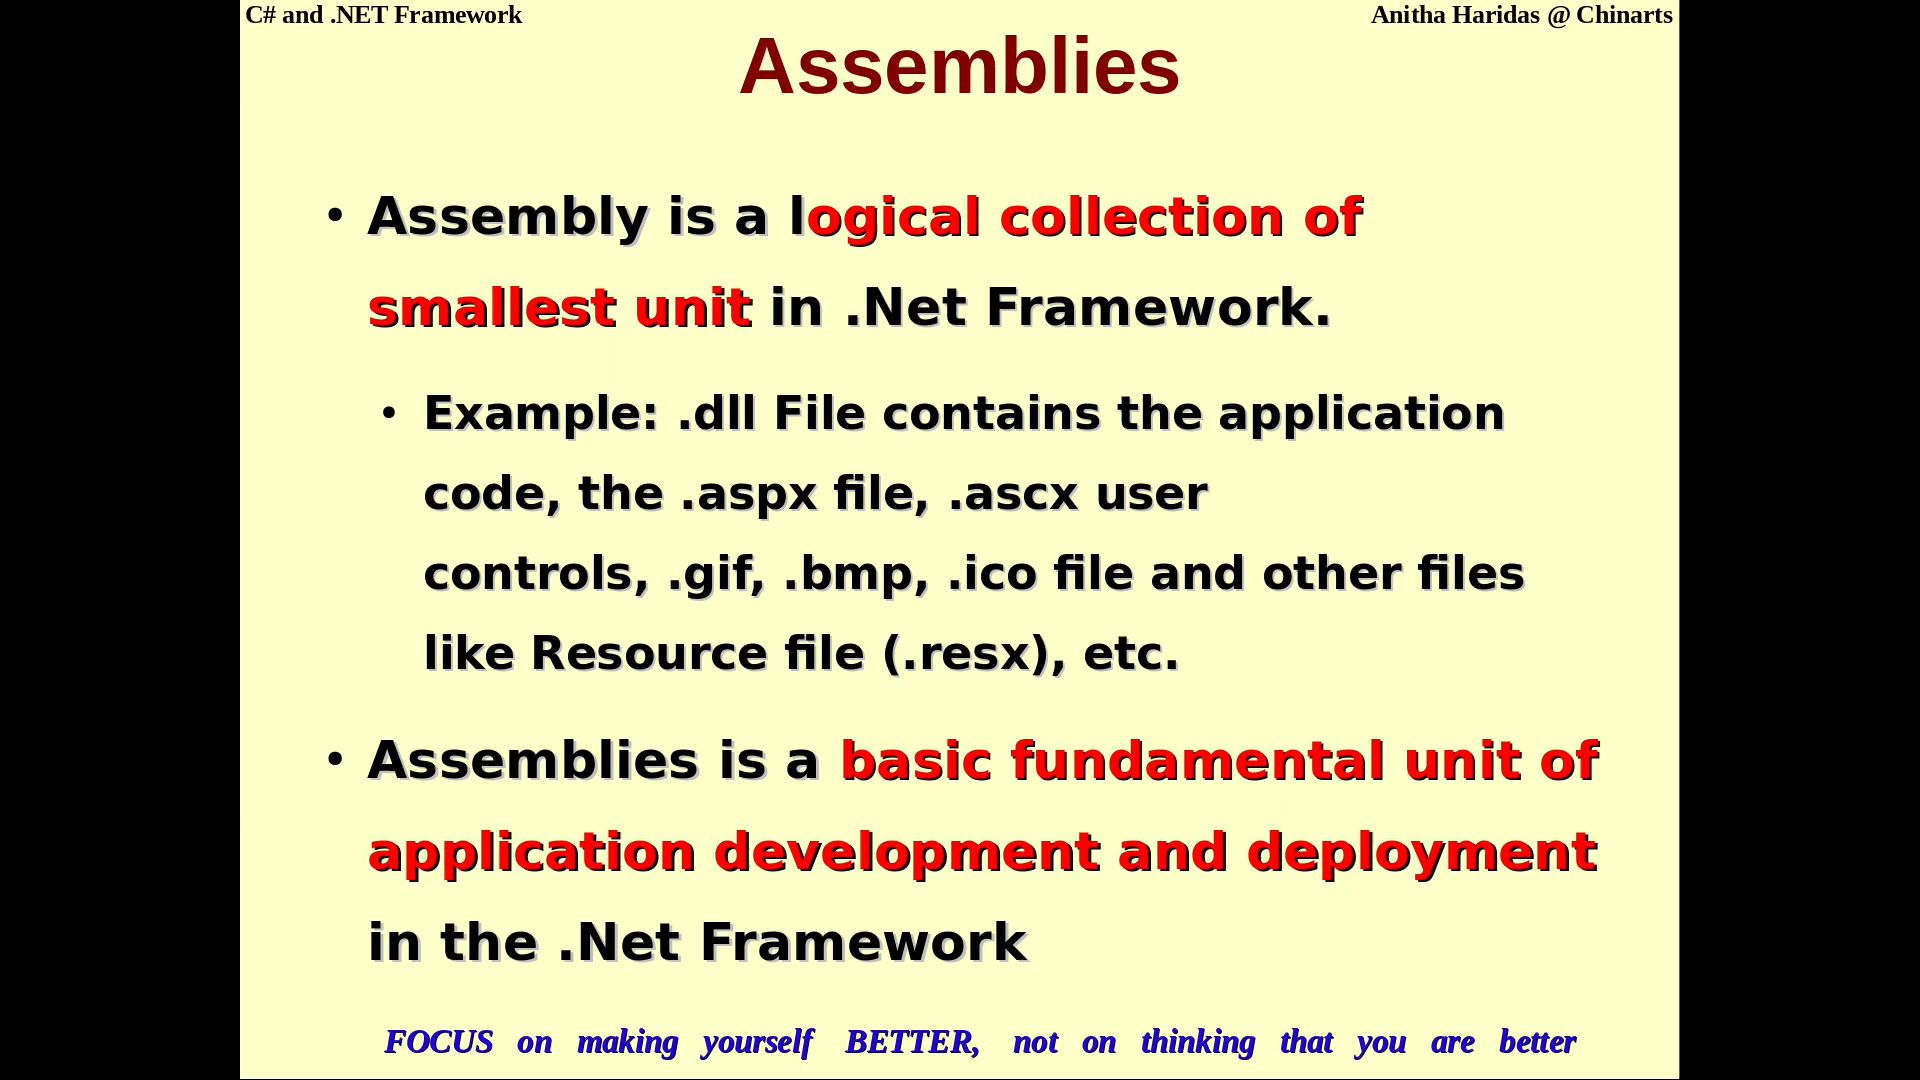 C# and .NET Framework
Anitha Haridas @ Chinarts
Assemblies
• Assembly is a logical collection of
smallest unit in .Net Framework.
• Example: .dll File contains the application
code, the .aspx file, .ascx user
controls, .gif, .bmp, .ico file and other files
like Resource file (.resx), etc.
• Assemblies is a basic fundamental unit of
application development and deployment
in the .Net Framework
FOCUS on making yourself BETTER, not on thinking that you are better